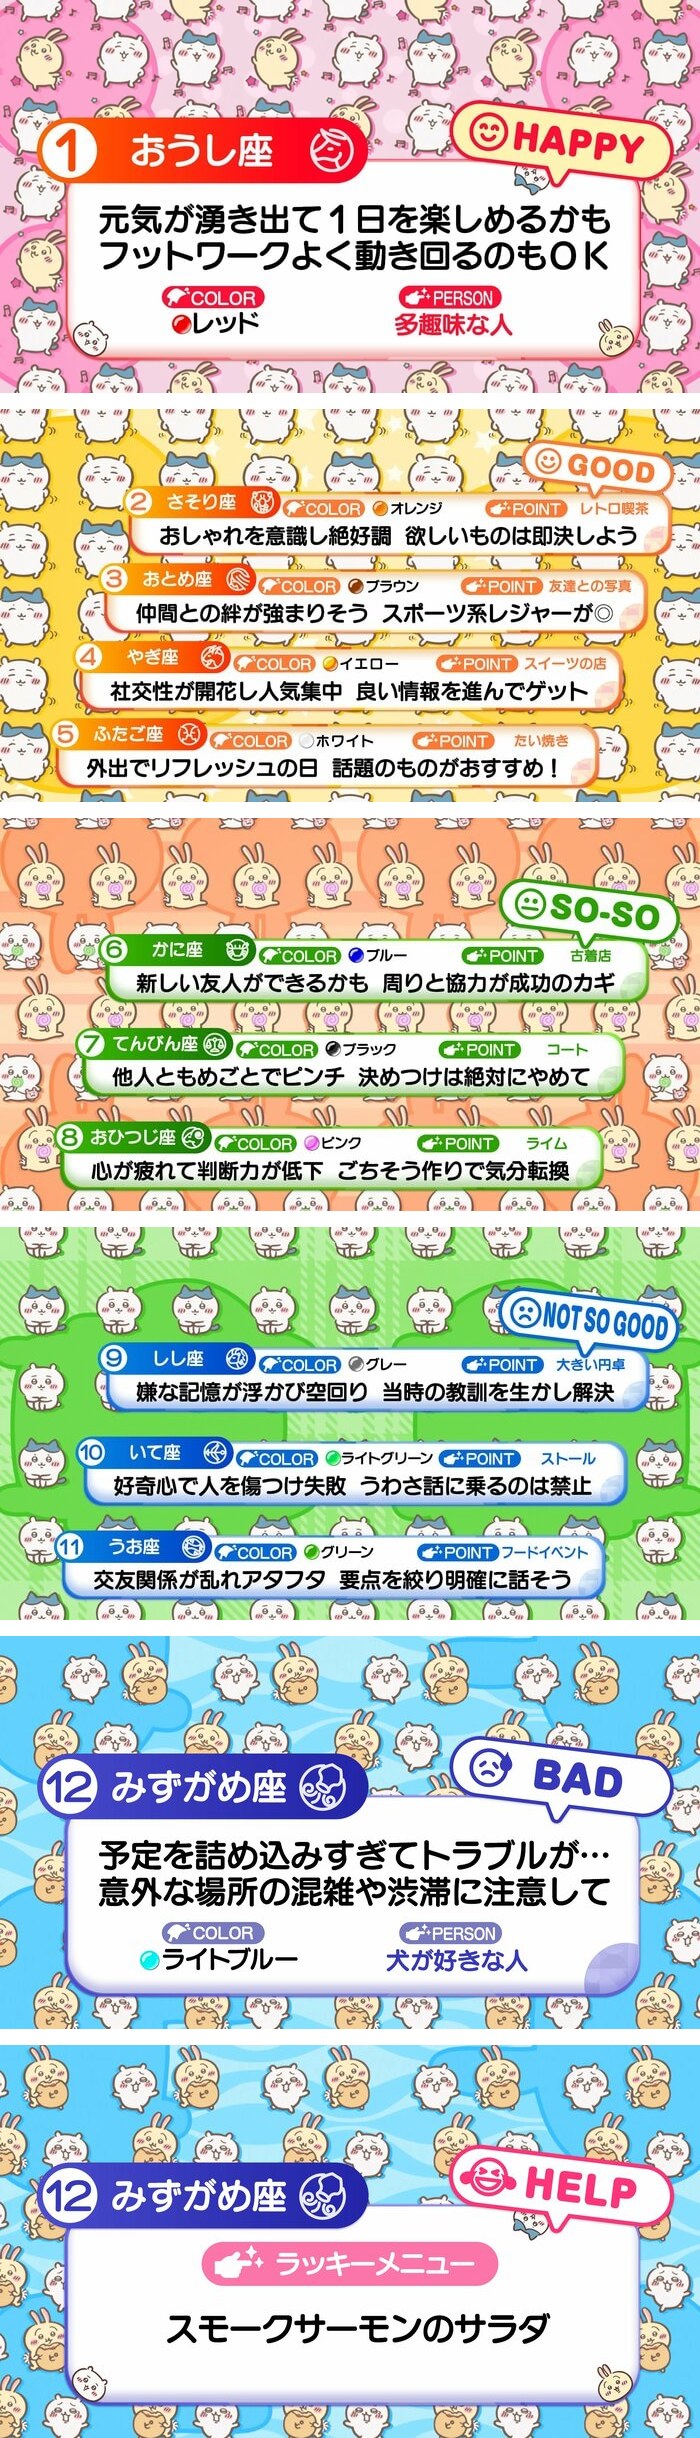 1 おうし座
HAPPY
元気が湧き出て1日を楽しめるかも
フットワークよく動き回るのもOK
COLOR PERSON
レッド 多趣味な人
GOOD
2 さそり座 COLOR オレンジ POINT レトロ喫茶
おしゃれを意識し絶好調 欲しいものは即決しよう
3 おとめ座 COLOR ブラウン POINT 友達との写真
仲間との絆が強まりそう スポーツ系レジャーが◎
4 やぎ座 COLOR イエロー POINT スイーツの店
社交性が開花し人気集中 良い情報を進んでゲット
5 ふたご座 COLOR ホワイト POINT たい焼き
外出でリフレッシュの日 話題のものがおすすめ！
SO-SO
6 かに座 COLOR ブルー POINT 古着店
新しい友人ができるかも 周りと協力が成功のカギ
7 てんびん座 COLOR ブラック POINT コート
他人ともめごとでピンチ 決めつけは絶対にやめて
8 おひつじ座 COLOR ピンク POINT ライム
心が疲れて判断力が低下 ごちそう作りで気分転換
NOT SO GOOD
9 しし座 COLOR グレー POINT 大きい円卓
嫌な記憶が浮かび空回り 当時の教訓を生かし解決
10 いて座 COLOR ライトグリーン POINT ストール
好奇心で人を傷つけ失敗 うわさ話に乗るのは禁止
11 うお座 COLOR グリーン POINT フードイベント
交友関係が乱れアタフタ 要点を絞り明確に話そう
12 みずがめ座
BAD
予定を詰め込みすぎてトラブルが…
意外な場所の混雑や渋滞に注意して
COLOR PERSON
ライトブルー 犬が好きな人
12 みずがめ座
HELP
ラッキーメニュー
スモークサーモンのサラダ